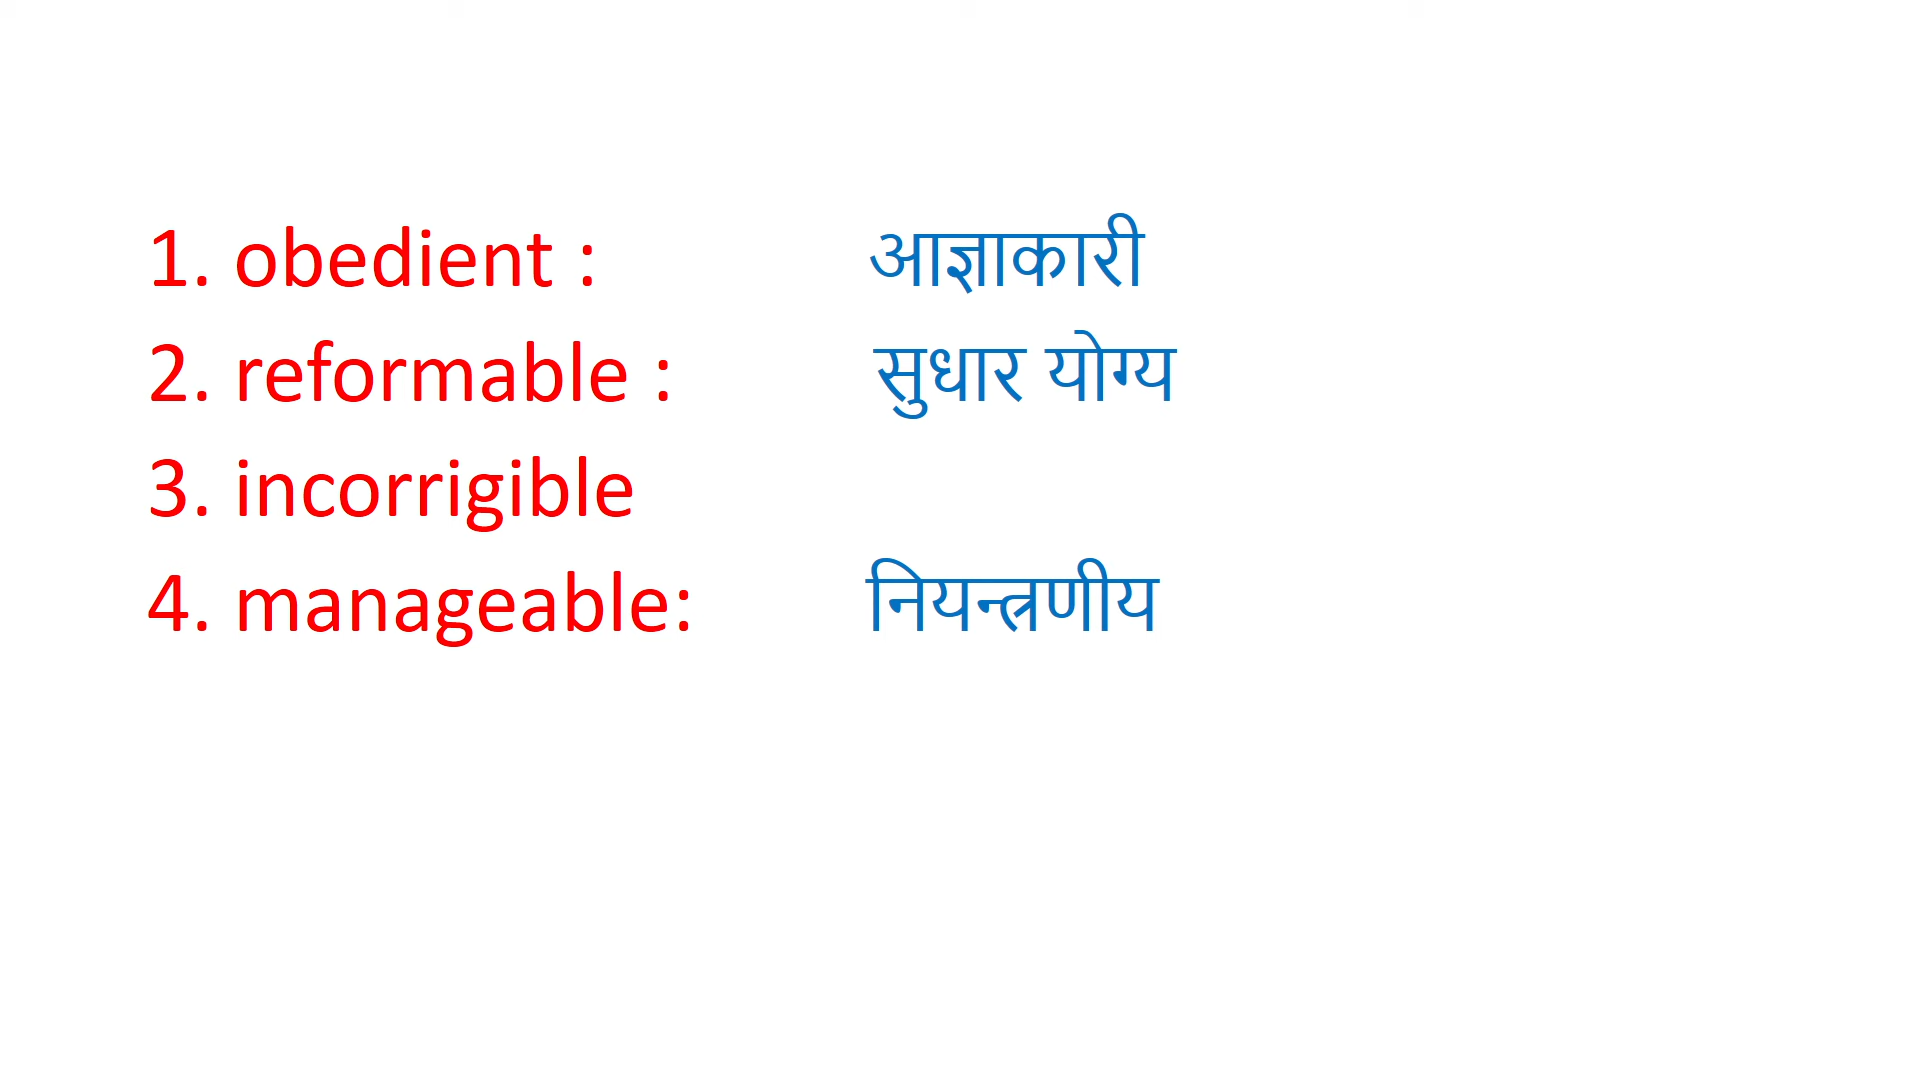 1. obedient : आज्ञाकारी
2. reformable : सुधार योग्य
3. incorrigible
4. manageable: नियन्त्रणीय